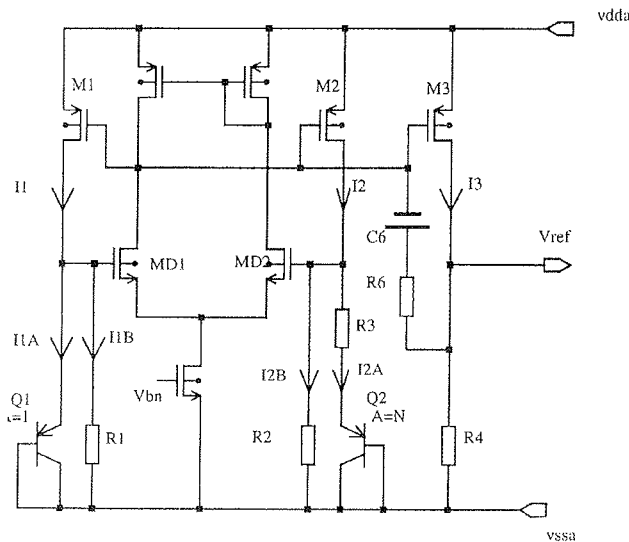 vdda
M1
M2
M3
I1
I2
I3
C6
Vref
MD1
MD2
R6
R3
I1A
I1B
I2B
I2A
Vbn
Q1
Q2
A=N
R1
R2
R4
vssa